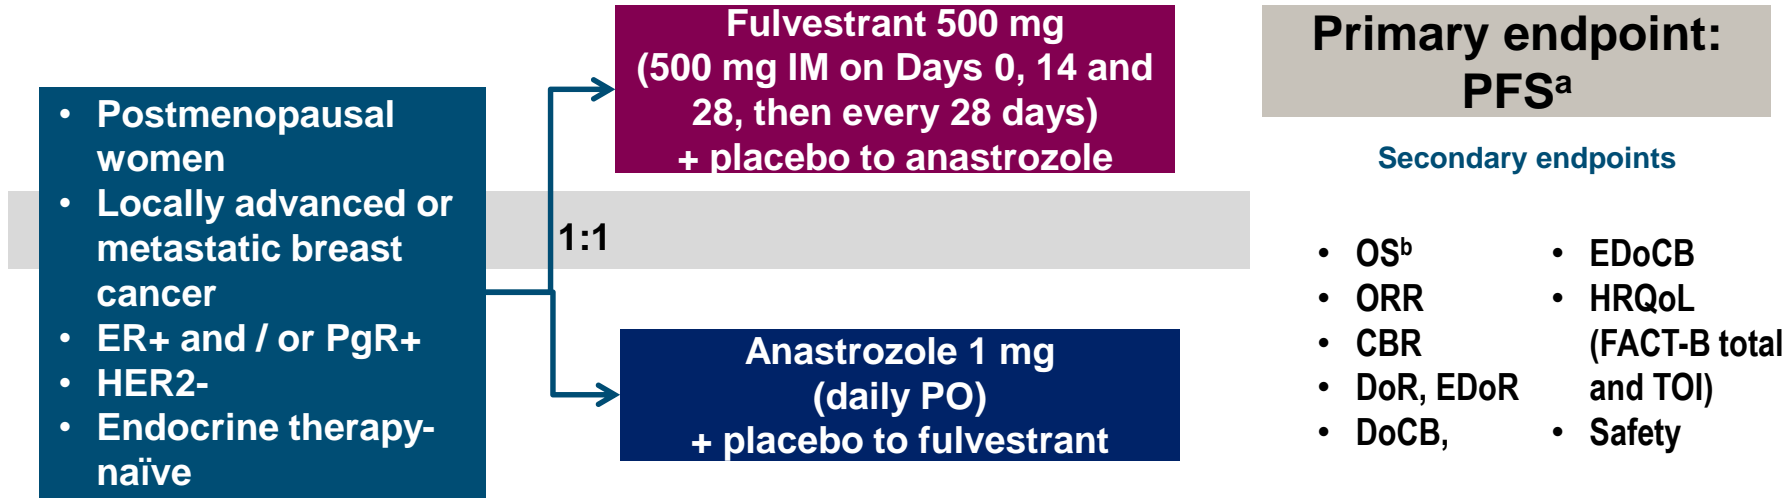 • Postmenopausal
women
• Locally advanced or
metastatic breast
cancer
• ER+ and / or PgR+
• HER2-
• Endocrine therapy-
naïve
1:1
Fulvestrant 500 mg
(500 mg IM on Days 0, 14 and
28, then every 28 days)
+ placebo to anastrozole
Anastrozole 1 mg
(daily PO)
+ placebo to fulvestrant
Primary endpoint:
PFSᵃ
Secondary endpoints
• OSᵇ
• ORR
• CBR
• DoR, EDoR
• DoCB,
• EDoCB
• HRQoL
(FACT-B total
and TOI)
• Safety